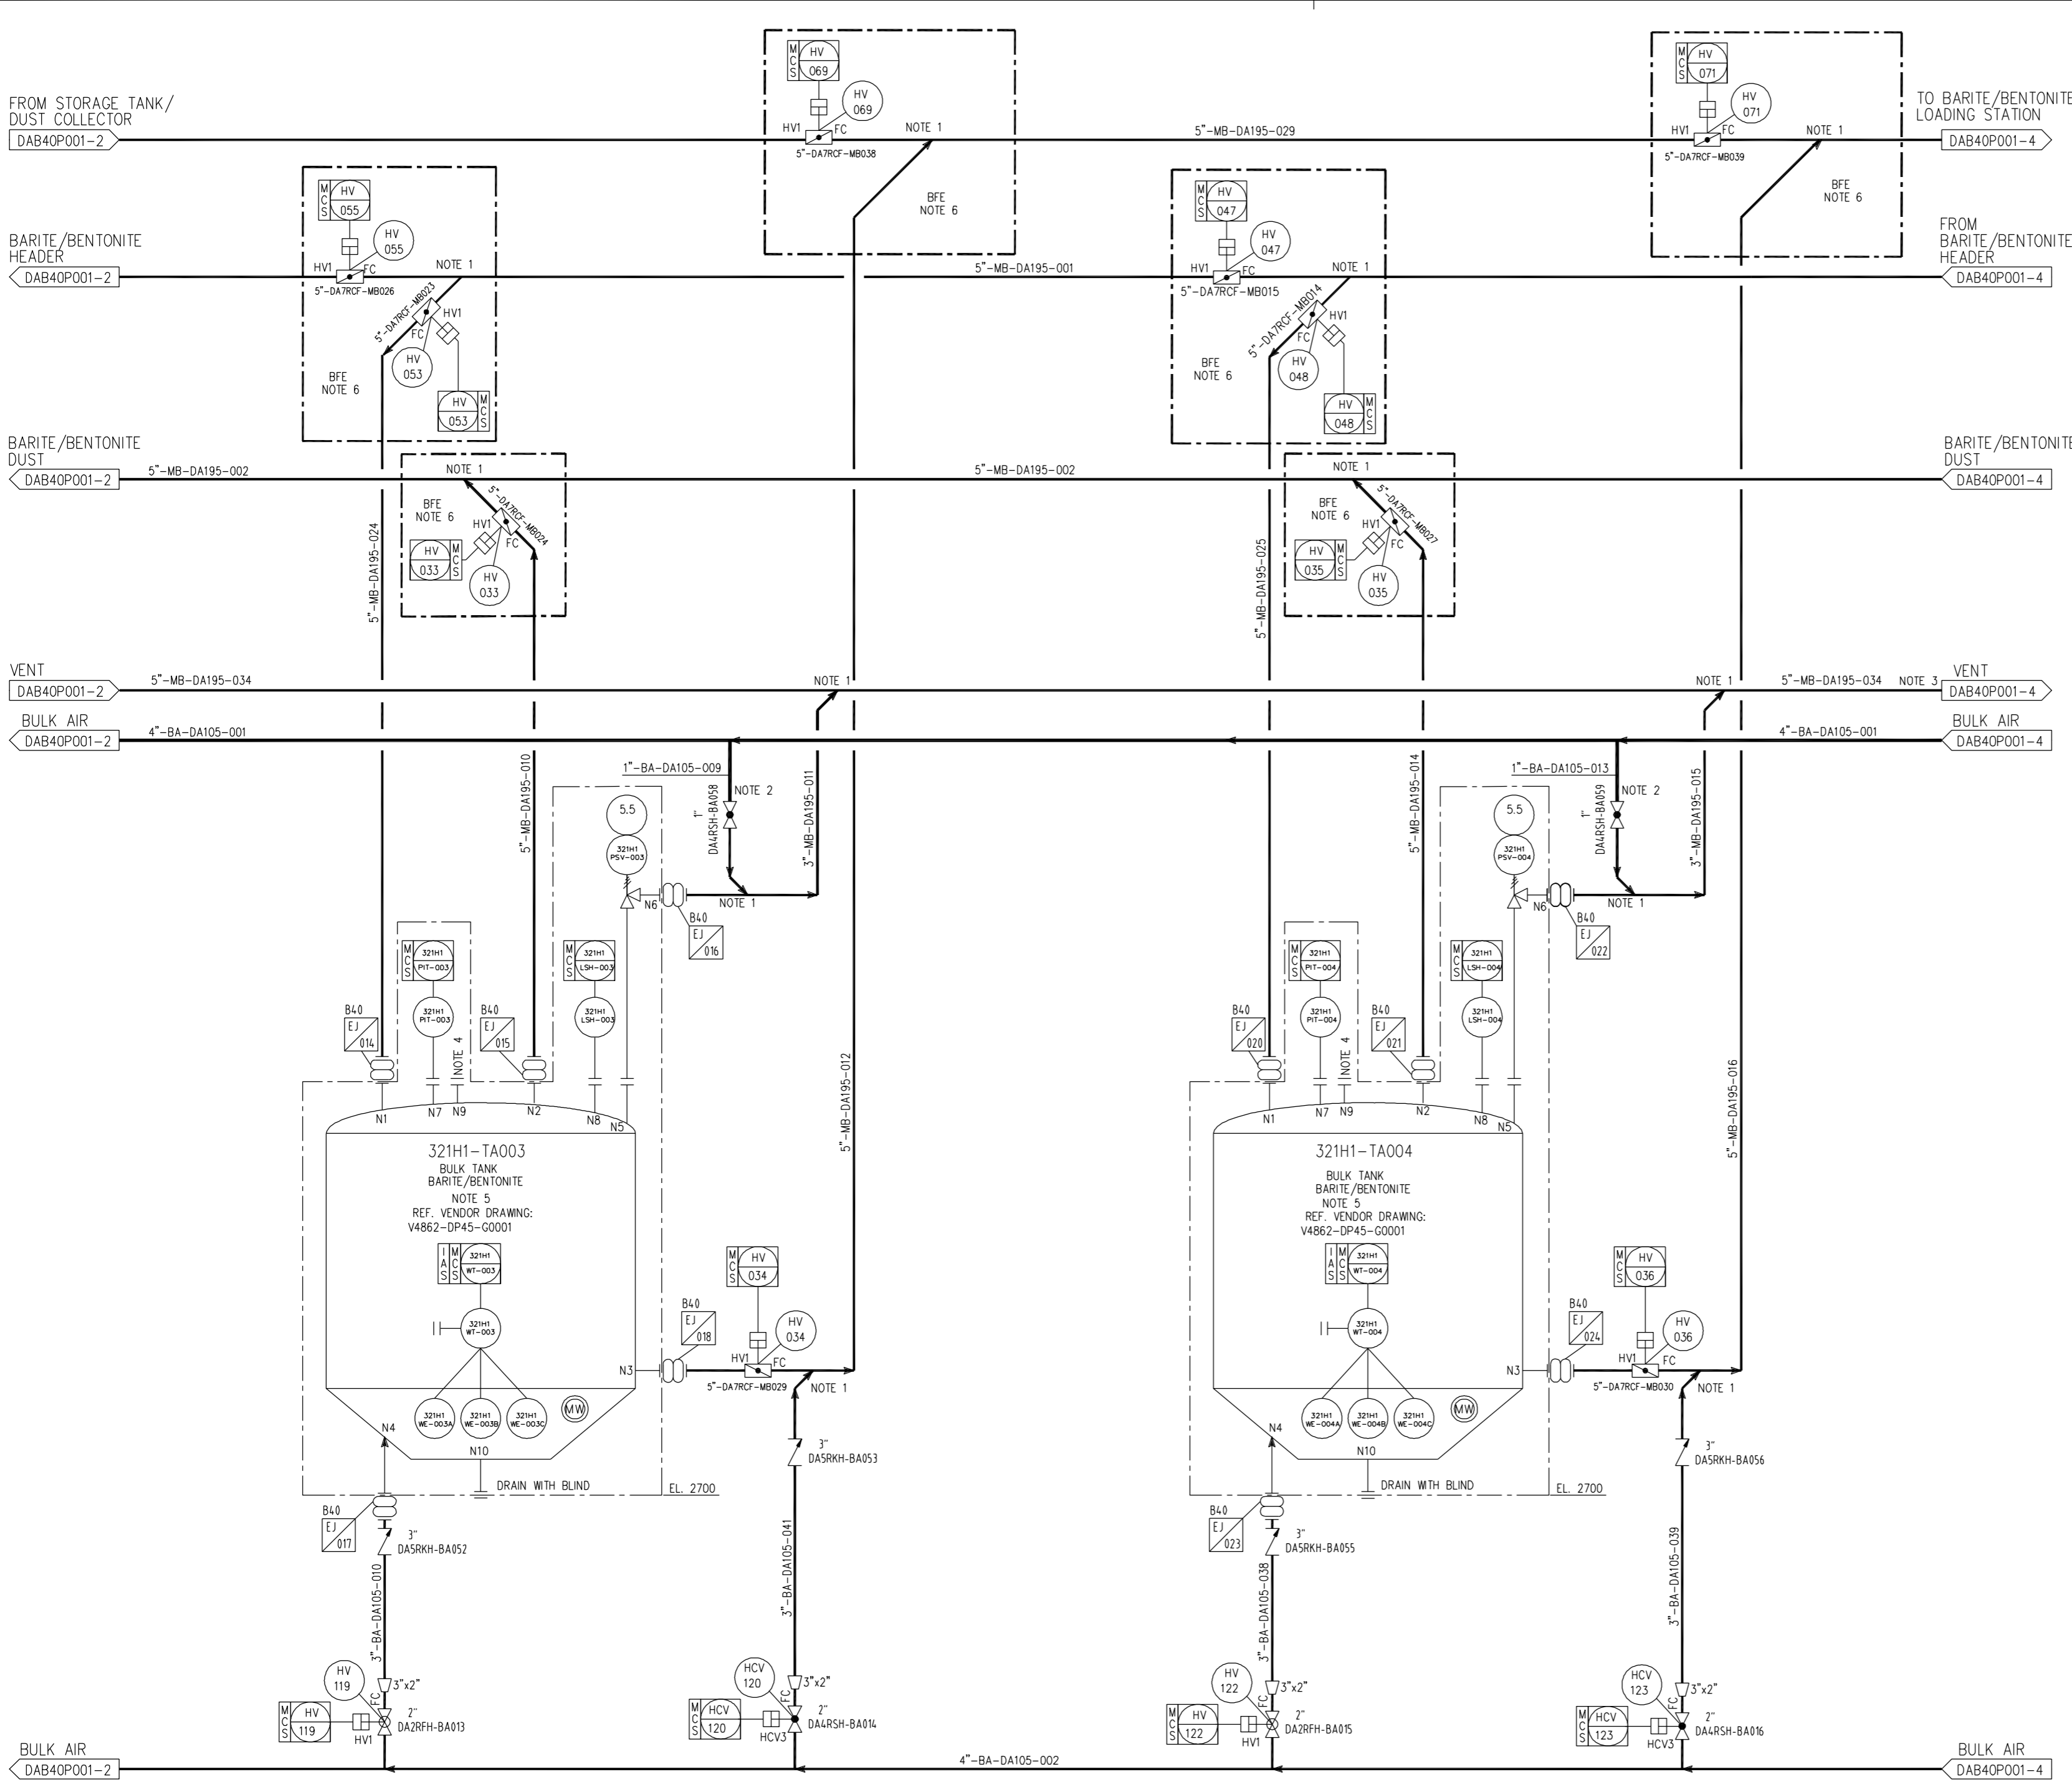 FROM STORAGE TANK/
DUST COLLECTOR
DAB40P001-2
M
C
S
HV
069
HV
069
HV1
FC
NOTE 1
5"-DA7RCF-MB038
BFE
NOTE 6
5"-MB-DA195-029
M
C
S
HV
071
HV
071
HV1
FC
NOTE 1
5"-DA7RCF-MB039
BFE
NOTE 6
TO BARITE/BENTONITE
LOADING STATION
DAB40P001-4
BARITE/BENTONITE
HEADER
DAB40P001-2
M
C
S
HV
055
HV
055
HV1
FC
NOTE 1
5"-DA7RCF-MB026
5"-DA7RCF-MB023
HV1
FC
HV
053
BFE
NOTE 6
HV
053
M
C
S
5"-MB-DA195-001
M
C
S
HV
047
HV
047
HV1
FC
NOTE 1
5"-DA7RCF-MB015
5"-DA7RCF-MB014
HV1
FC
HV
048
BFE
NOTE 6
HV
048
M
C
S
FROM
BARITE/BENTONITE
HEADER
DAB40P001-4
BARITE/BENTONITE
DUST
DAB40P001-2
5"-MB-DA195-002
NOTE 1
5"-MB-DA195-002
NOTE 1
BARITE/BENTONITE
DUST
DAB40P001-4
5"-MB-DA195-024
BFE
NOTE 6
5"-DA7RCF-MB024
HV1
FC
HV
033
M
C
S
HV
033
5"-MB-DA195-025
BFE
NOTE 6
5"-DA7RCF-MB027
HV1
FC
HV
035
M
C
S
HV
035
VENT
DAB40P001-2
5"-MB-DA195-034
NOTE 1
NOTE 1
5"-MB-DA195-034
NOTE 3
VENT
DAB40P001-4
BULK AIR
DAB40P001-2
4"-BA-DA105-001
4"-BA-DA105-001
BULK AIR
DAB40P001-4
5"-MB-DA195-010
1"-BA-DA105-009
NOTE 2
1"
DA4RSH-BA058
3"-MB-DA195-011
5.5
321H1
PSV-003
N6
NOTE 1
B40
EJ
016
M
C
S
321H1
PIT-003
321H1
PIT-003
M
C
S
321H1
LSH-003
321H1
LSH-003
B40
EJ
014
NOTE 4
B40
EJ
015
N1
N7
N9
N2
N8
N5
5"-MB-DA195-012
321H1-TA003
BULK TANK
BARITE/BENTONITE
NOTE 5
REF. VENDOR DRAWING:
V4862-DP45-G0001
I
A
S
M
C
S
321H1
WT-003
321H1
WT-003
321H1
WE-003A
321H1
WE-003B
321H1
WE-003C
MW
N3
N4
N10
DRAIN WITH BLIND
EL. 2700
B40
EJ
018
M
C
S
HV
034
HV
034
HV1
FC
5"-DA7RCF-MB029
NOTE 1
3"
DA5RKH-BA053
B40
EJ
017
3"
DA5RKH-BA052
3"-BA-DA105-010
3"-BA-DA105-041
HV
119
FC
3"x2"
M
C
S
HV
119
HV1
2"
DA2RFH-BA013
HCV
120
FC
3"x2"
M
C
S
HCV
120
HCV3
2"
DA4RSH-BA014
5"-MB-DA195-014
1"-BA-DA105-013
NOTE 2
1"
DA4RSH-BA059
3"-MB-DA195-015
5.5
321H1
PSV-004
N6
NOTE 1
B40
EJ
022
M
C
S
321H1
PIT-004
321H1
PIT-004
M
C
S
321H1
LSH-004
321H1
LSH-004
B40
EJ
020
NOTE 4
B40
EJ
021
N1
N7
N9
N2
N8
N5
5"-MB-DA195-016
321H1-TA004
BULK TANK
BARITE/BENTONITE
NOTE 5
REF. VENDOR DRAWING:
V4862-DP45-G0001
I
A
S
M
C
S
321H1
WT-004
321H1
WT-004
321H1
WE-004A
321H1
WE-004B
321H1
WE-004C
MW
N3
N4
N10
DRAIN WITH BLIND
EL. 2700
B40
EJ
024
M
C
S
HV
036
HV
036
HV1
FC
5"-DA7RCF-MB030
NOTE 1
3"
DA5RKH-BA056
B40
EJ
023
3"
DA5RKH-BA055
3"-BA-DA105-038
3"-BA-DA105-039
HV
122
FC
3"x2"
M
C
S
HV
122
HV1
2"
DA2RFH-BA015
HCV
123
FC
3"x2"
M
C
S
HCV
123
HCV3
2"
DA4RSH-BA016
BULK AIR
DAB40P001-2
4"-BA-DA105-002
BULK AIR
DAB40P001-4